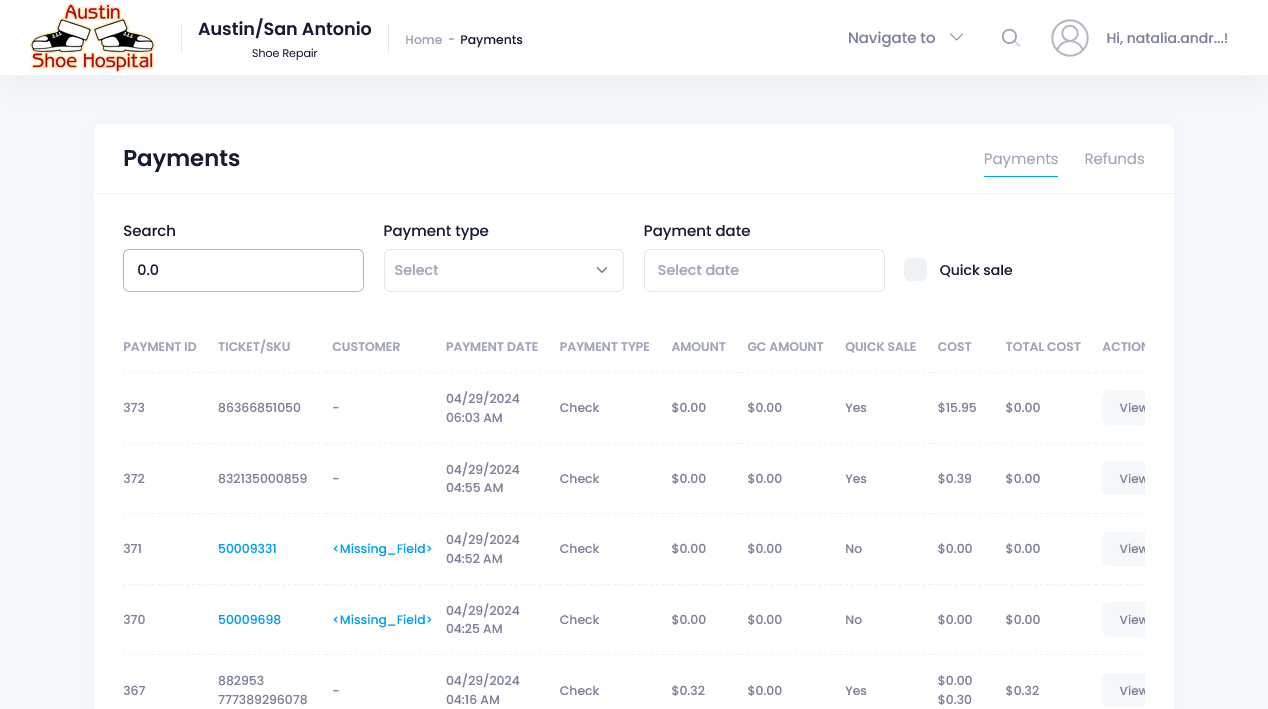 Austin
Shoe Hospital
Austin/San Antonio
Shoe Repair
Home - Payments
Navigate to
Hi, natalia.andr...!
Payments
Payments
Refunds
Search
Payment type
Payment date
0.0
Select
Select date
Quick sale
PAYMENT ID TICKET/SKU CUSTOMER PAYMENT DATE PAYMENT TYPE AMOUNT GC AMOUNT QUICK SALE COST TOTAL COST ACTION
373 86366851050 - 04/29/2024 06:03 AM Check $0.00 $0.00 Yes $15.95 $0.00 View
372 832135000859 - 04/29/2024 04:55 AM Check $0.00 $0.00 Yes $0.39 $0.00 View
371 50009331 <Missing_Field> 04/29/2024 04:52 AM Check $0.00 $0.00 No $0.00 $0.00 View
370 50009698 <Missing_Field> 04/29/2024 04:25 AM Check $0.00 $0.00 No $0.00 $0.00 View
367 882953 777389296078 - 04/29/2024 04:16 AM Check $0.32 $0.00 Yes $0.00 $0.30 $0.32 View